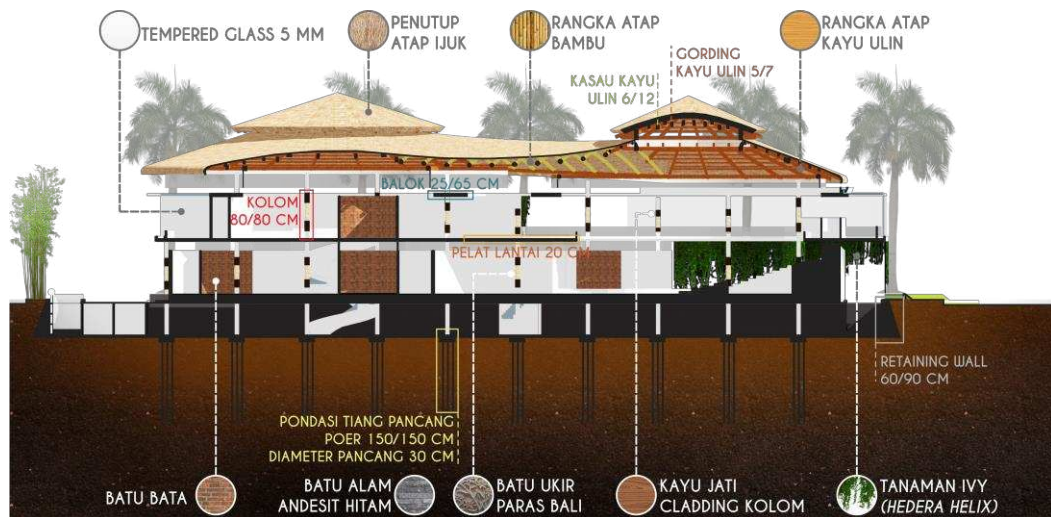 TEMPERED GLASS 5 MM
PENUTUP
ATAP IJUK
RANGKA ATAP
BAMBU
RANGKA ATAP
KAYU ULIN
GORDING
KAYU ULIN 5/7
KASAU KAYU
ULIN 6/12
BALOK 25/65 CM
KOLOM
80/80 CM
PELAT LANTAI 20 CM
RETAINING WALL
60/90 CM
PONDASI TIANG PANCANG
POER 150/150 CM
DIAMETER PANCANG 30 CM
BATU BATA
BATU ALAM
ANDESIT HITAM
BATU UKIR
PARAS BALI
KAYU JATI
CLADDING KOLOM
TANAMAN IVY
(HEDERA HELIX)